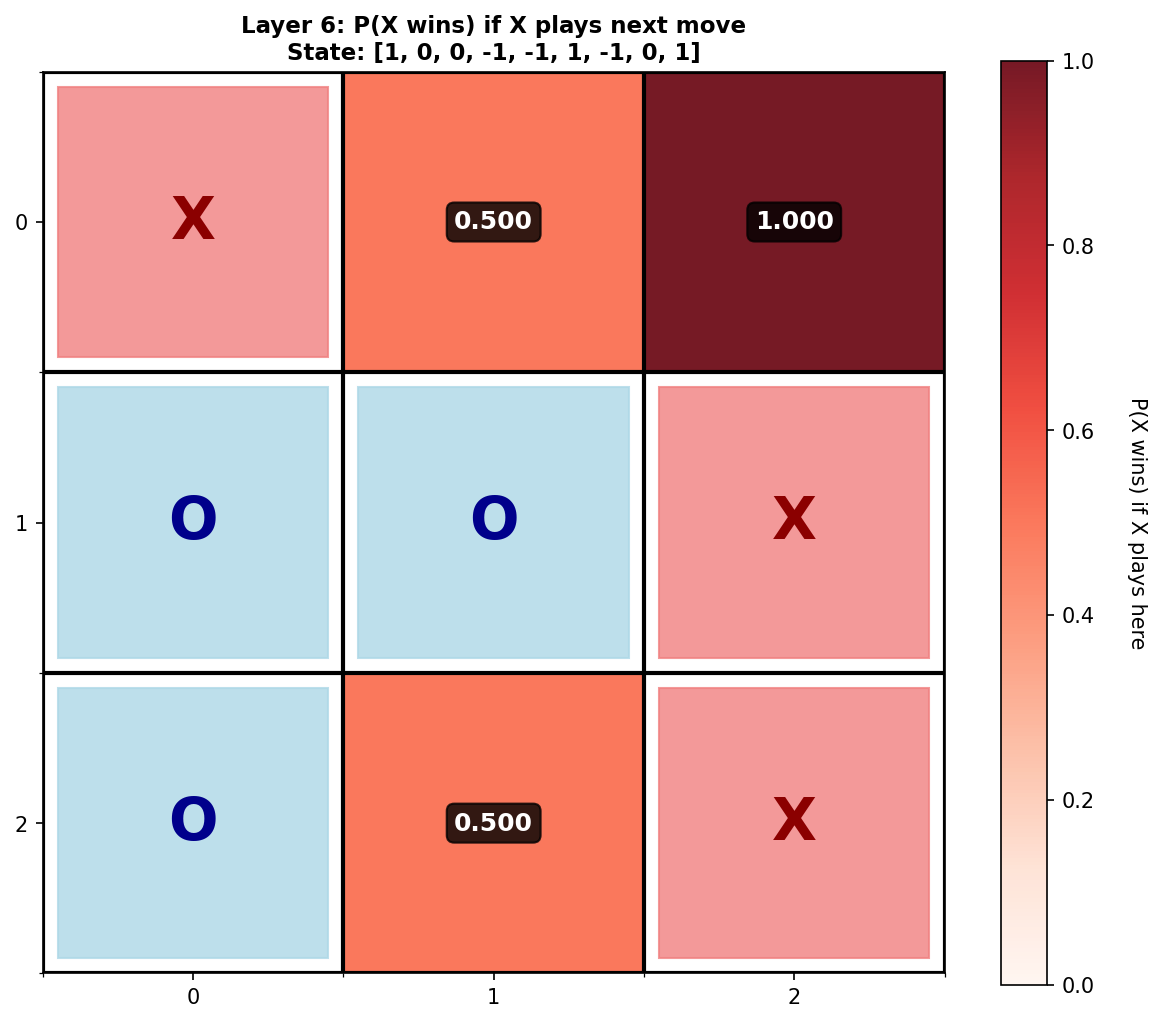 Layer 6: P(X wins) if X plays next move
State: [1, 0, 0, -1, -1, 1, -1, 0, 1]
X
0.500
1.000
O
O
X
O
0.500
X
0
1
2
0
1
2
1.0
0.8
0.6
0.4
0.2
0.0
P(X wins) if X plays here